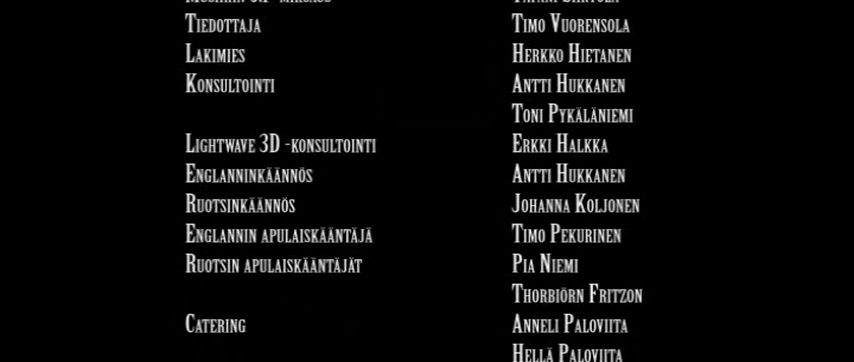 Tiedottaja Timo Vuorensola
Lakimies Herkko Hietanen
Konsultointi Antti Hukkanen
Toni Pykäläniemi
Lightwave 3D -konsultointi Erkki Halkka
Englanninkäännös Antti Hukkanen
Ruotsinkäännös Johanna Koljonen
Englannin apulaiskääntäjä Timo Pekurinen
Ruotsin apulaiskääntäjät Pia Niemi
Thorbiörn Fritzon
Catering Anneli Paloviita
Hellä Paloviita